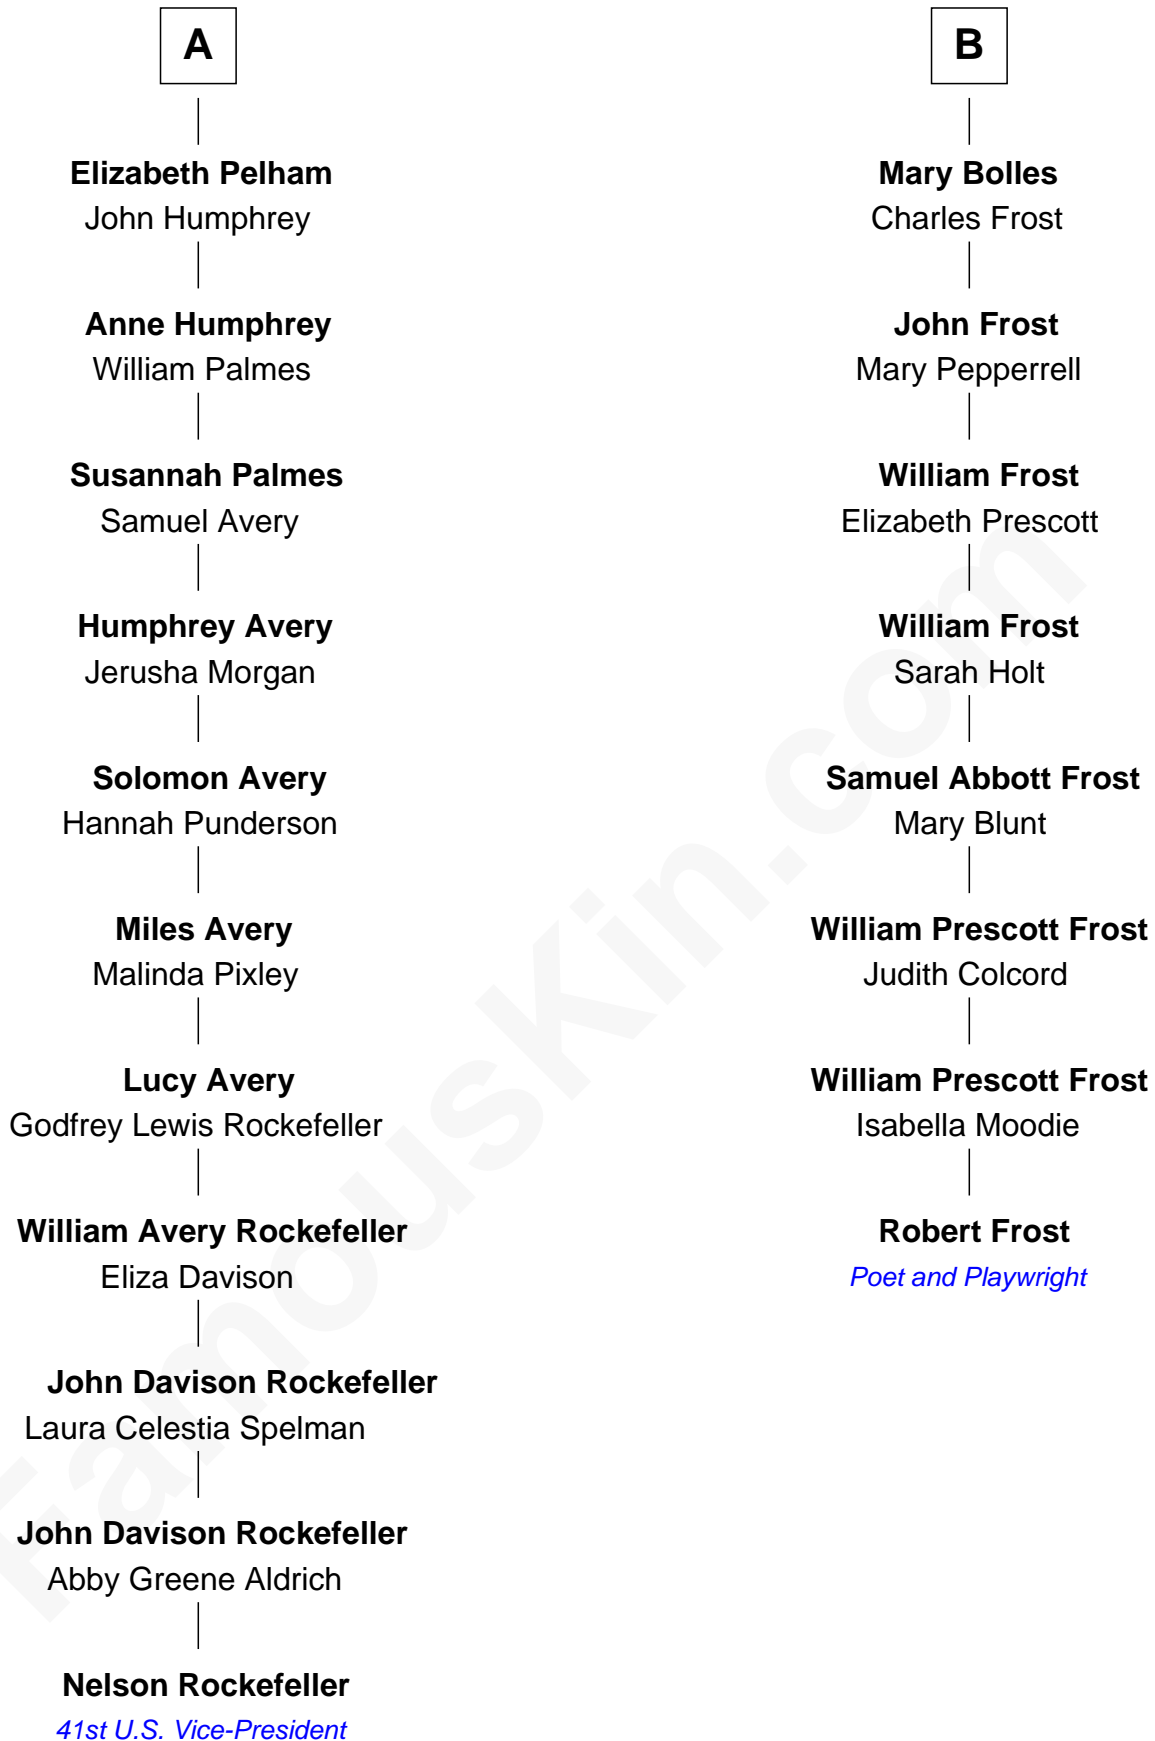 A
Elizabeth Pelham
John Humphrey
Anne Humphrey
William Palmes
Susannah Palmes
Samuel Avery
Humphrey Avery
Jerusha Morgan
Solomon Avery
Hannah Punderson
Miles Avery
Malinda Pixley
Lucy Avery
Godfrey Lewis Rockefeller
William Avery Rockefeller
Eliza Davison
John Davison Rockefeller
Laura Celestia Spelman
John Davison Rockefeller
Abby Greene Aldrich
Nelson Rockefeller
41st U.S. Vice-President
B
Mary Bolles
Charles Frost
John Frost
Mary Pepperrell
William Frost
Elizabeth Prescott
William Frost
Sarah Holt
Samuel Abbott Frost
Mary Blunt
William Prescott Frost
Judith Colcord
William Prescott Frost
Isabella Moodie
Robert Frost
Poet and Playwright
FamousKin.com